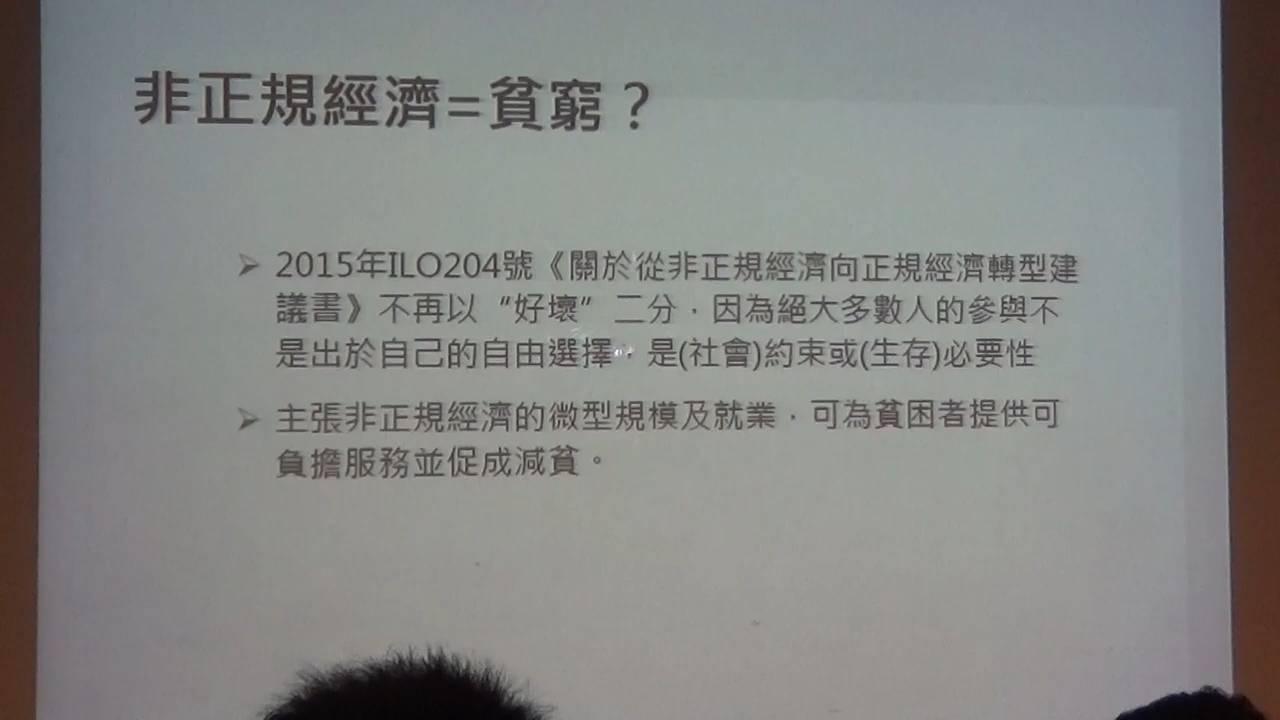 非正規經濟=貧窮？
➢ 2015年ILO204號《關於從非正規經濟向正規經濟轉型建
議書》不再以“好壞”二分，因為絕大多數人的參與不
是出於自己的自由選擇，是(社會)約束或(生存)必要性
➢ 主張非正規經濟的微型規模及就業，可為貧困者提供可
負擔服務並促成減貧。